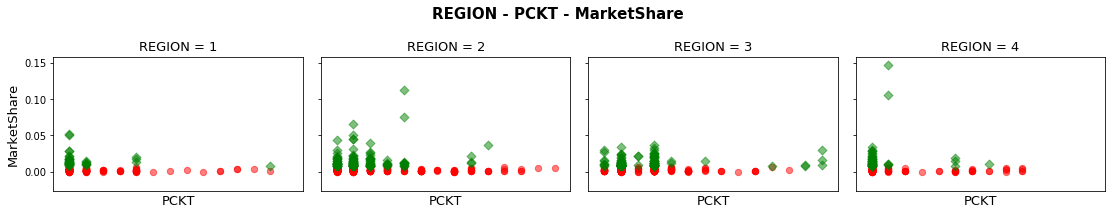 REGION - PCKT - MarketShare
REGION = 1
REGION = 2
REGION = 3
REGION = 4
0.15
0.10
0.05
0.00
MarketShare
PCKT
PCKT
PCKT
PCKT